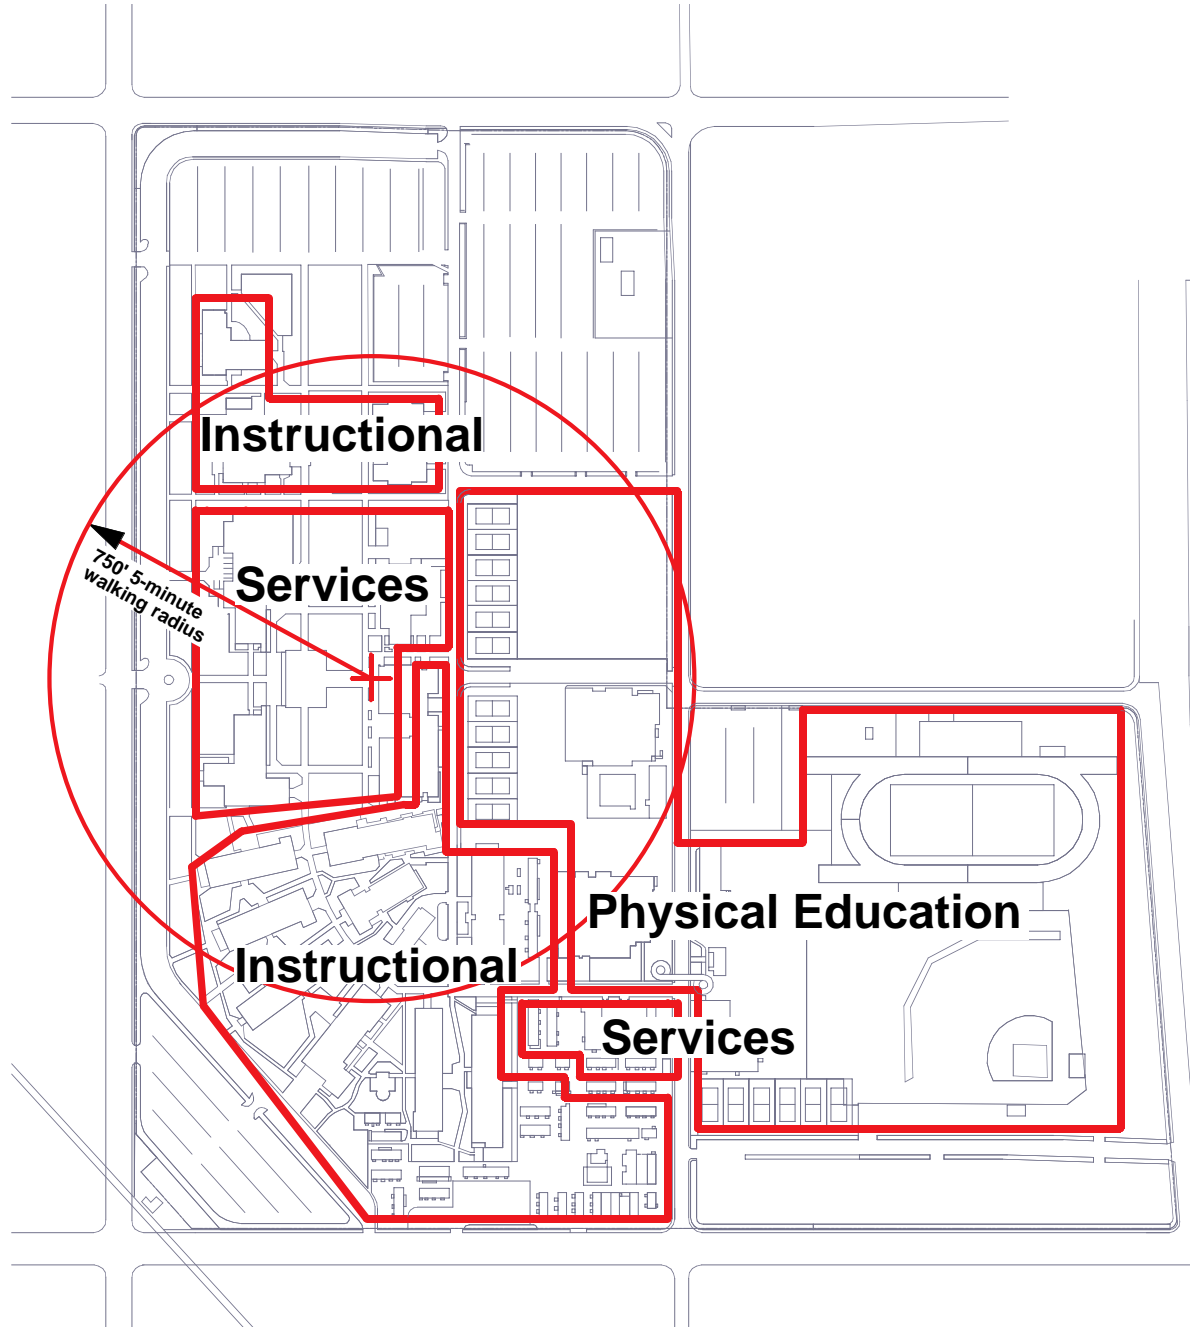 Instructional
750' 5-minute
walking radius
Services
Physical Education
Instructional
Services